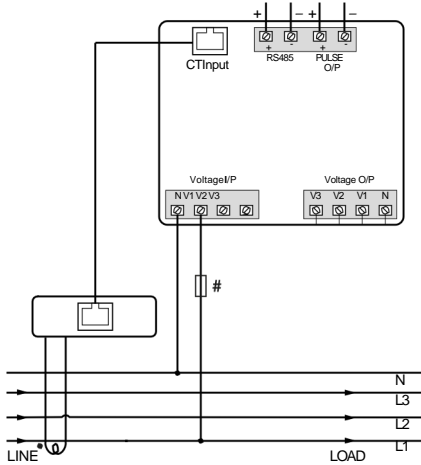 + – + –
+ - + -
CTInput
RS485 PULSE
O/P
VoltageI/P Voltage O/P
N V1 V2 V3 V3 V2 V1 N
#
N
L3
L2
L1
LINE LOAD